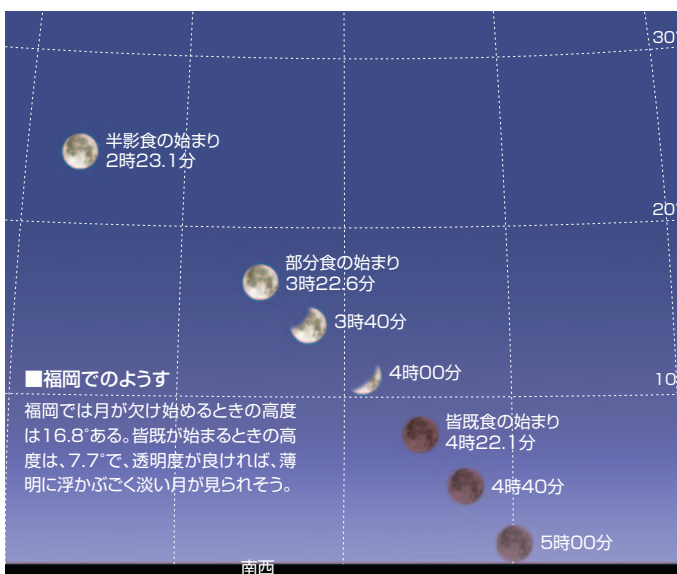 30°
半影食の始まり
2時23.1分
20°
部分食の始まり
3時22.6分
3時40分
4時00分
10
■福岡でのようす
福岡では月が欠け始めるときの高度
は16.8°ある。皆既が始まるときの高
度は、7.7°で、透明度が良ければ、薄
明に浮かぶごく淡い月が見られそう。
皆既食の始まり
4時22.1分
4時40分
5時00分
南西